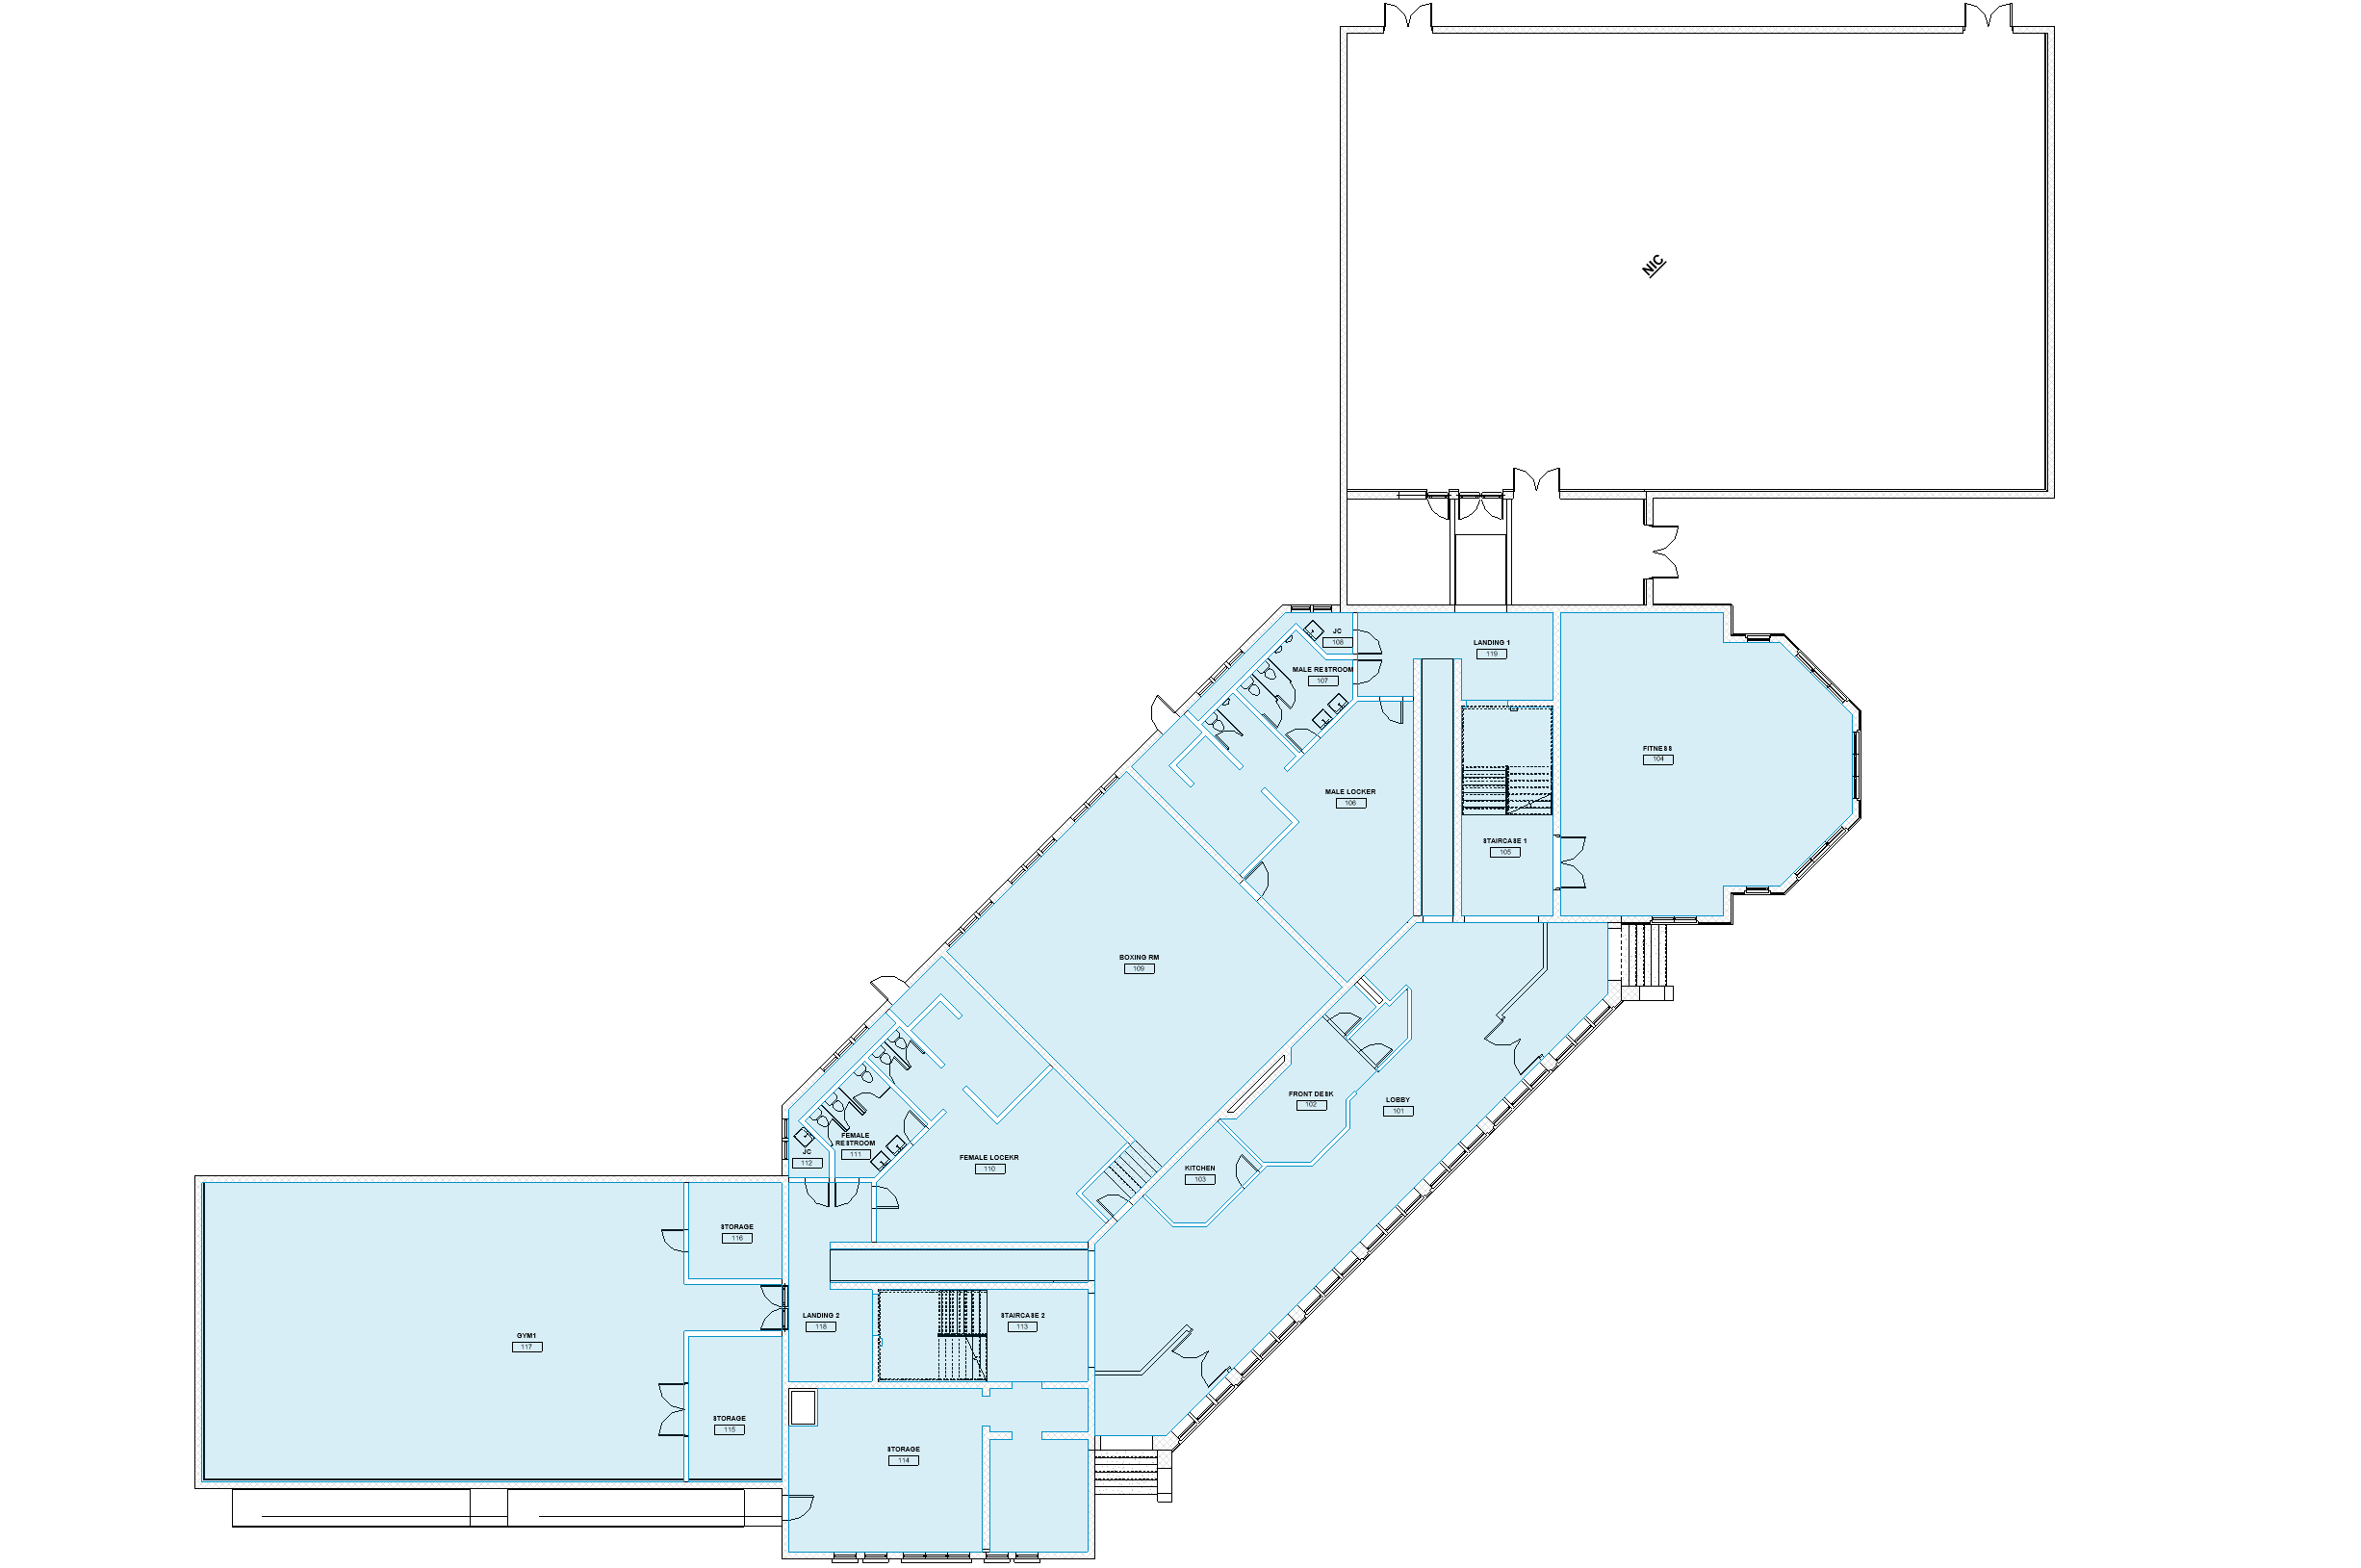 NIC
JC
108
LANDING 1
119
MALE RESTROOM
107
FITNESS
104
MALE LOCKER
106
STAIRCASE 1
105
BOXING RM
109
FRONT DESK
102
LOBBY
101
FEMALE
RESTROOM
111
JC
112
FEMALE LOCEKR
110
KITCHEN
103
STORAGE
116
LANDING 2
118
STAIRCASE 2
113
GYM1
117
STORAGE
115
STORAGE
114